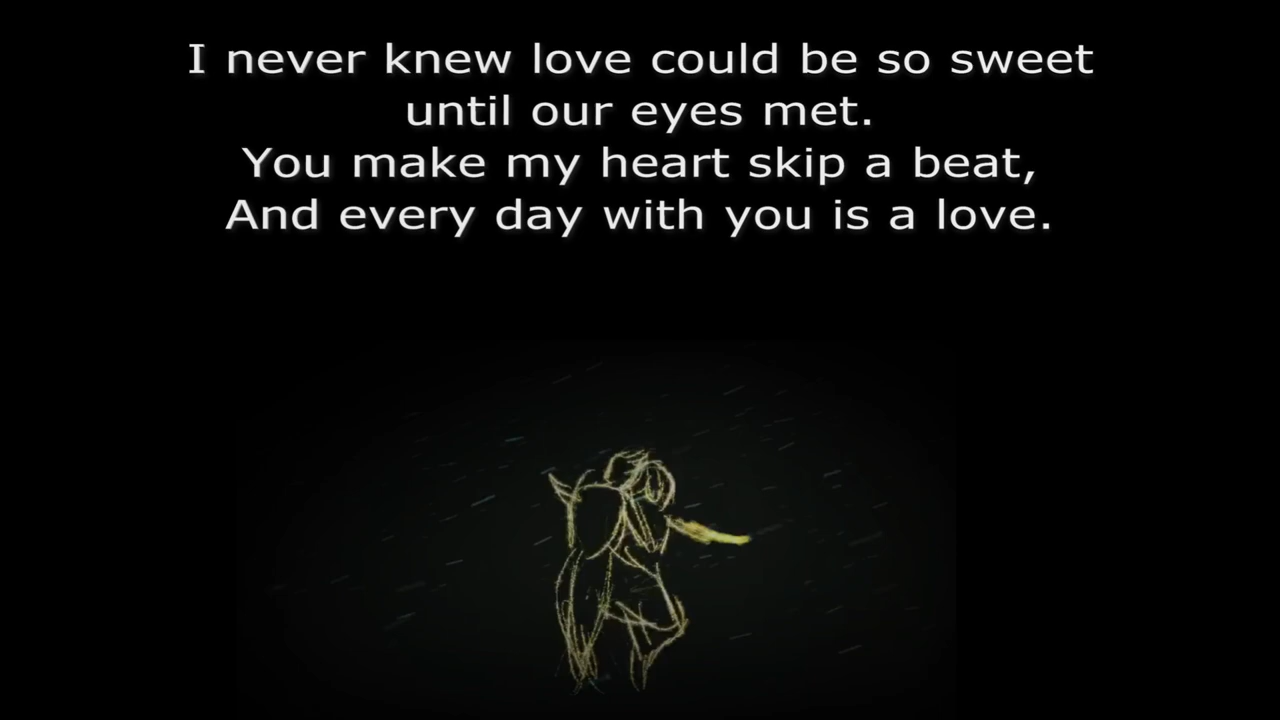 I never knew love could be so sweet
until our eyes met.
You make my heart skip a beat,
And every day with you is a love.